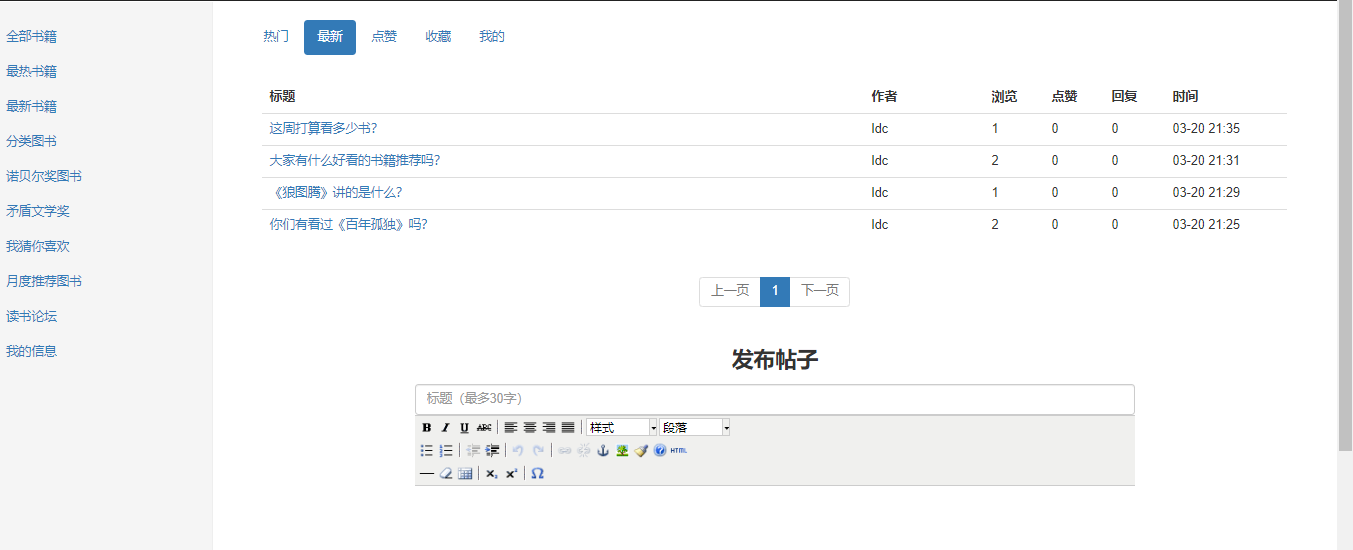 全部书籍
最热书籍
最新书籍
分类图书
诺贝尔奖图书
矛盾文学奖
我猜你喜欢
月度推荐图书
读书论坛
我的信息
热门 最新 点赞 收藏 我的
标题 作者 浏览 点赞 回复 时间
这周打算看多少书? ldc 1 0 0 03-20 21:35
大家有什么好看的书籍推荐吗? ldc 2 0 0 03-20 21:31
《狼图腾》讲的是什么? ldc 1 0 0 03-20 21:29
你们有看过《百年孤独》吗? ldc 2 0 0 03-20 21:25
上一页 1 下一页
发布帖子
标题（最多30字）
B I U ABC 样式 段落
HTML
x₂ x² Ω